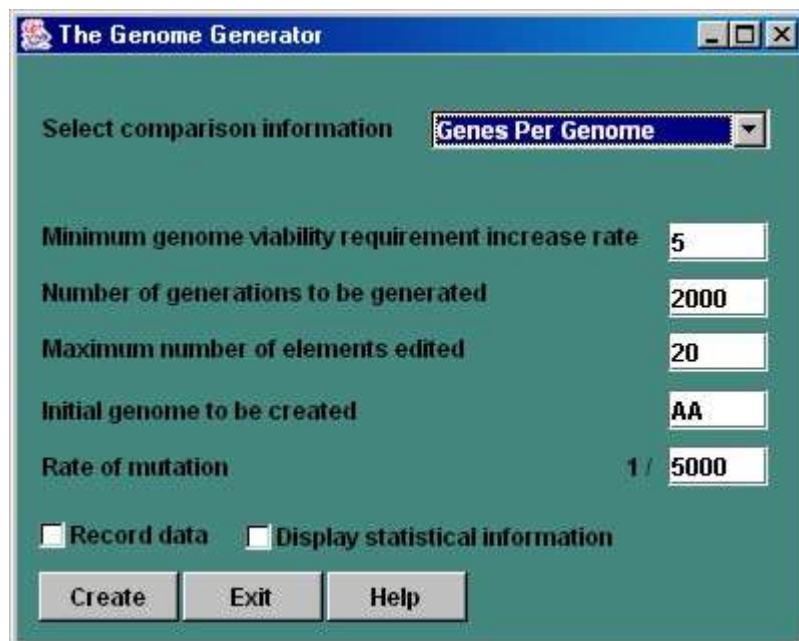 The Genome Generator
Select comparison information Genes Per Genome
Minimum genome viability requirement increase rate 5
Number of generations to be generated 2000
Maximum number of elements edited 20
Initial genome to be created AA
Rate of mutation 1 / 5000
Record data Display statistical information
Create Exit Help